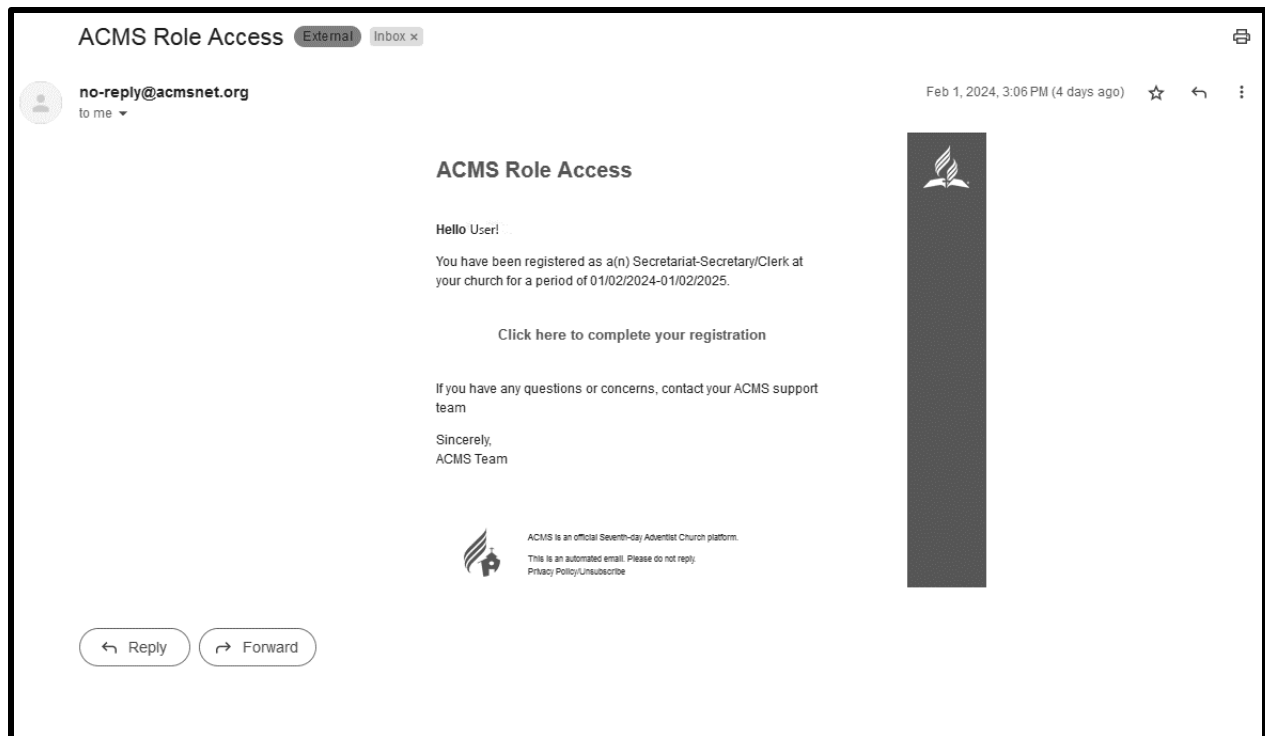 ACMS Role Access External Inbox ×
no-reply@acmsnet.org Feb 1, 2024, 3:06 PM (4 days ago)
to me
ACMS Role Access
Hello User!
You have been registered as a(n) Secretariat-Secretary/Clerk at
your church for a period of 01/02/2024-01/02/2025.
Click here to complete your registration
If you have any questions or concerns, contact your ACMS support
team
Sincerely,
ACMS Team
ACMS is an official Seventh-day Adventist Church platform.
This is an automated email. Please do not reply.
Privacy Policy/Unsubscribe
Reply Forward